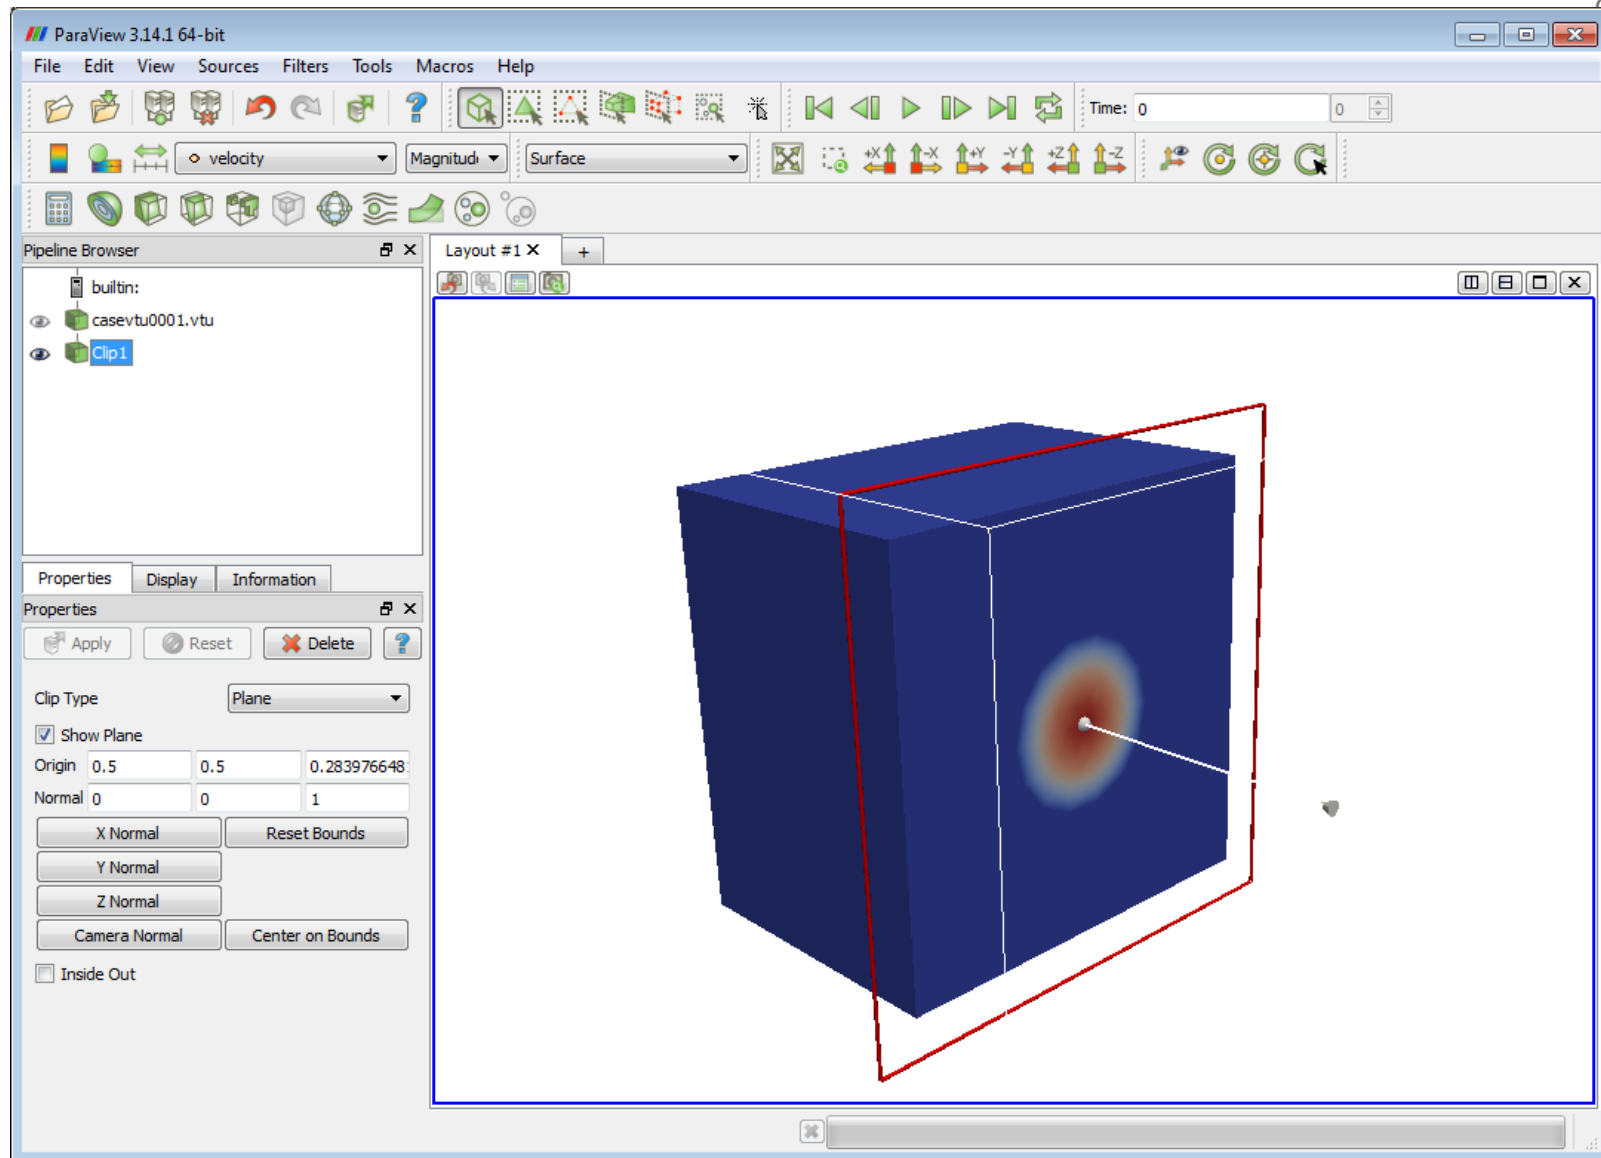 ParaView 3.14.1 64-bit
File Edit View Sources Filters Tools Macros Help
Time: 0 0
velocity Magnitud Surface +X -X +Y -Y +Z -Z
Pipeline Browser
Layout #1 X +
builtin:
casevtu0001.vtu
Clip1
Properties Display Information
Properties
Apply Reset Delete ?
Clip Type Plane
Show Plane
Origin 0.5 0.5 0.283976648
Normal 0 0 1
X Normal Reset Bounds
Y Normal
Z Normal
Camera Normal Center on Bounds
Inside Out